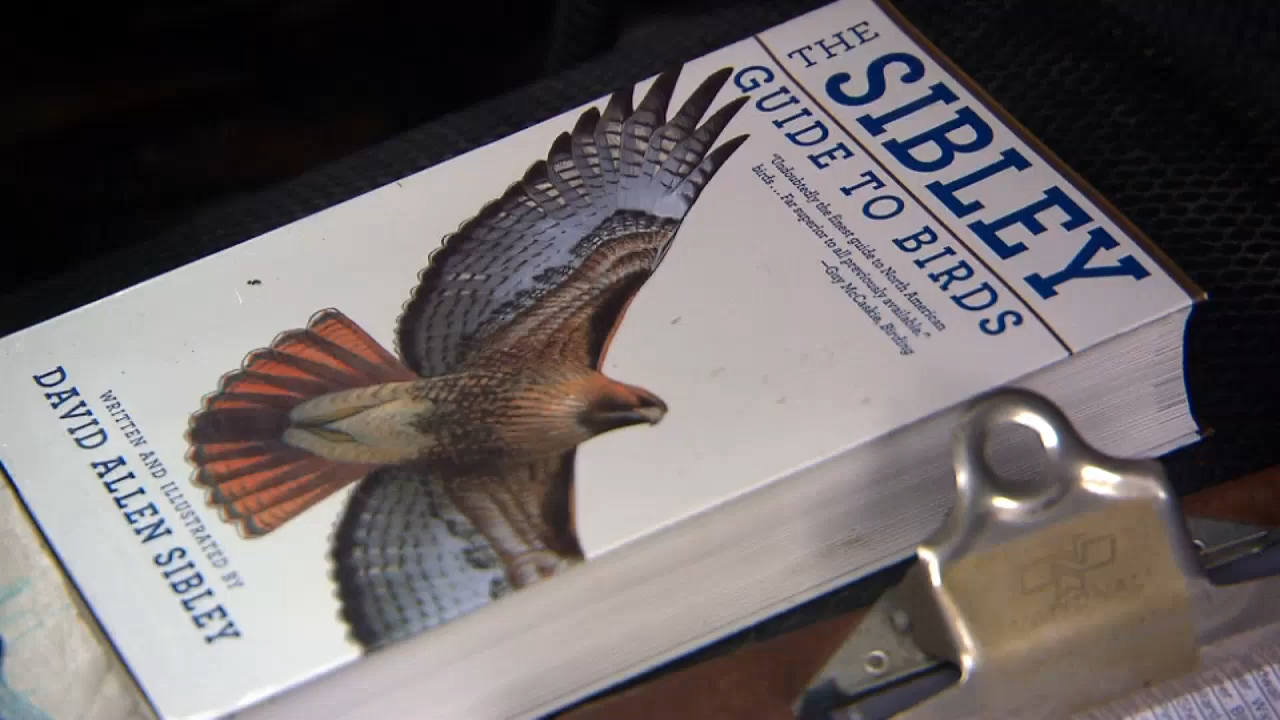 THE
SIBLEY
GUIDE TO BIRDS
"Undoubtedly the finest guide to North American
birds . . . Far superior to all previously available."
—Guy McCaskie, Birding
WRITTEN AND ILLUSTRATED BY
DAVID ALLEN SIBLEY